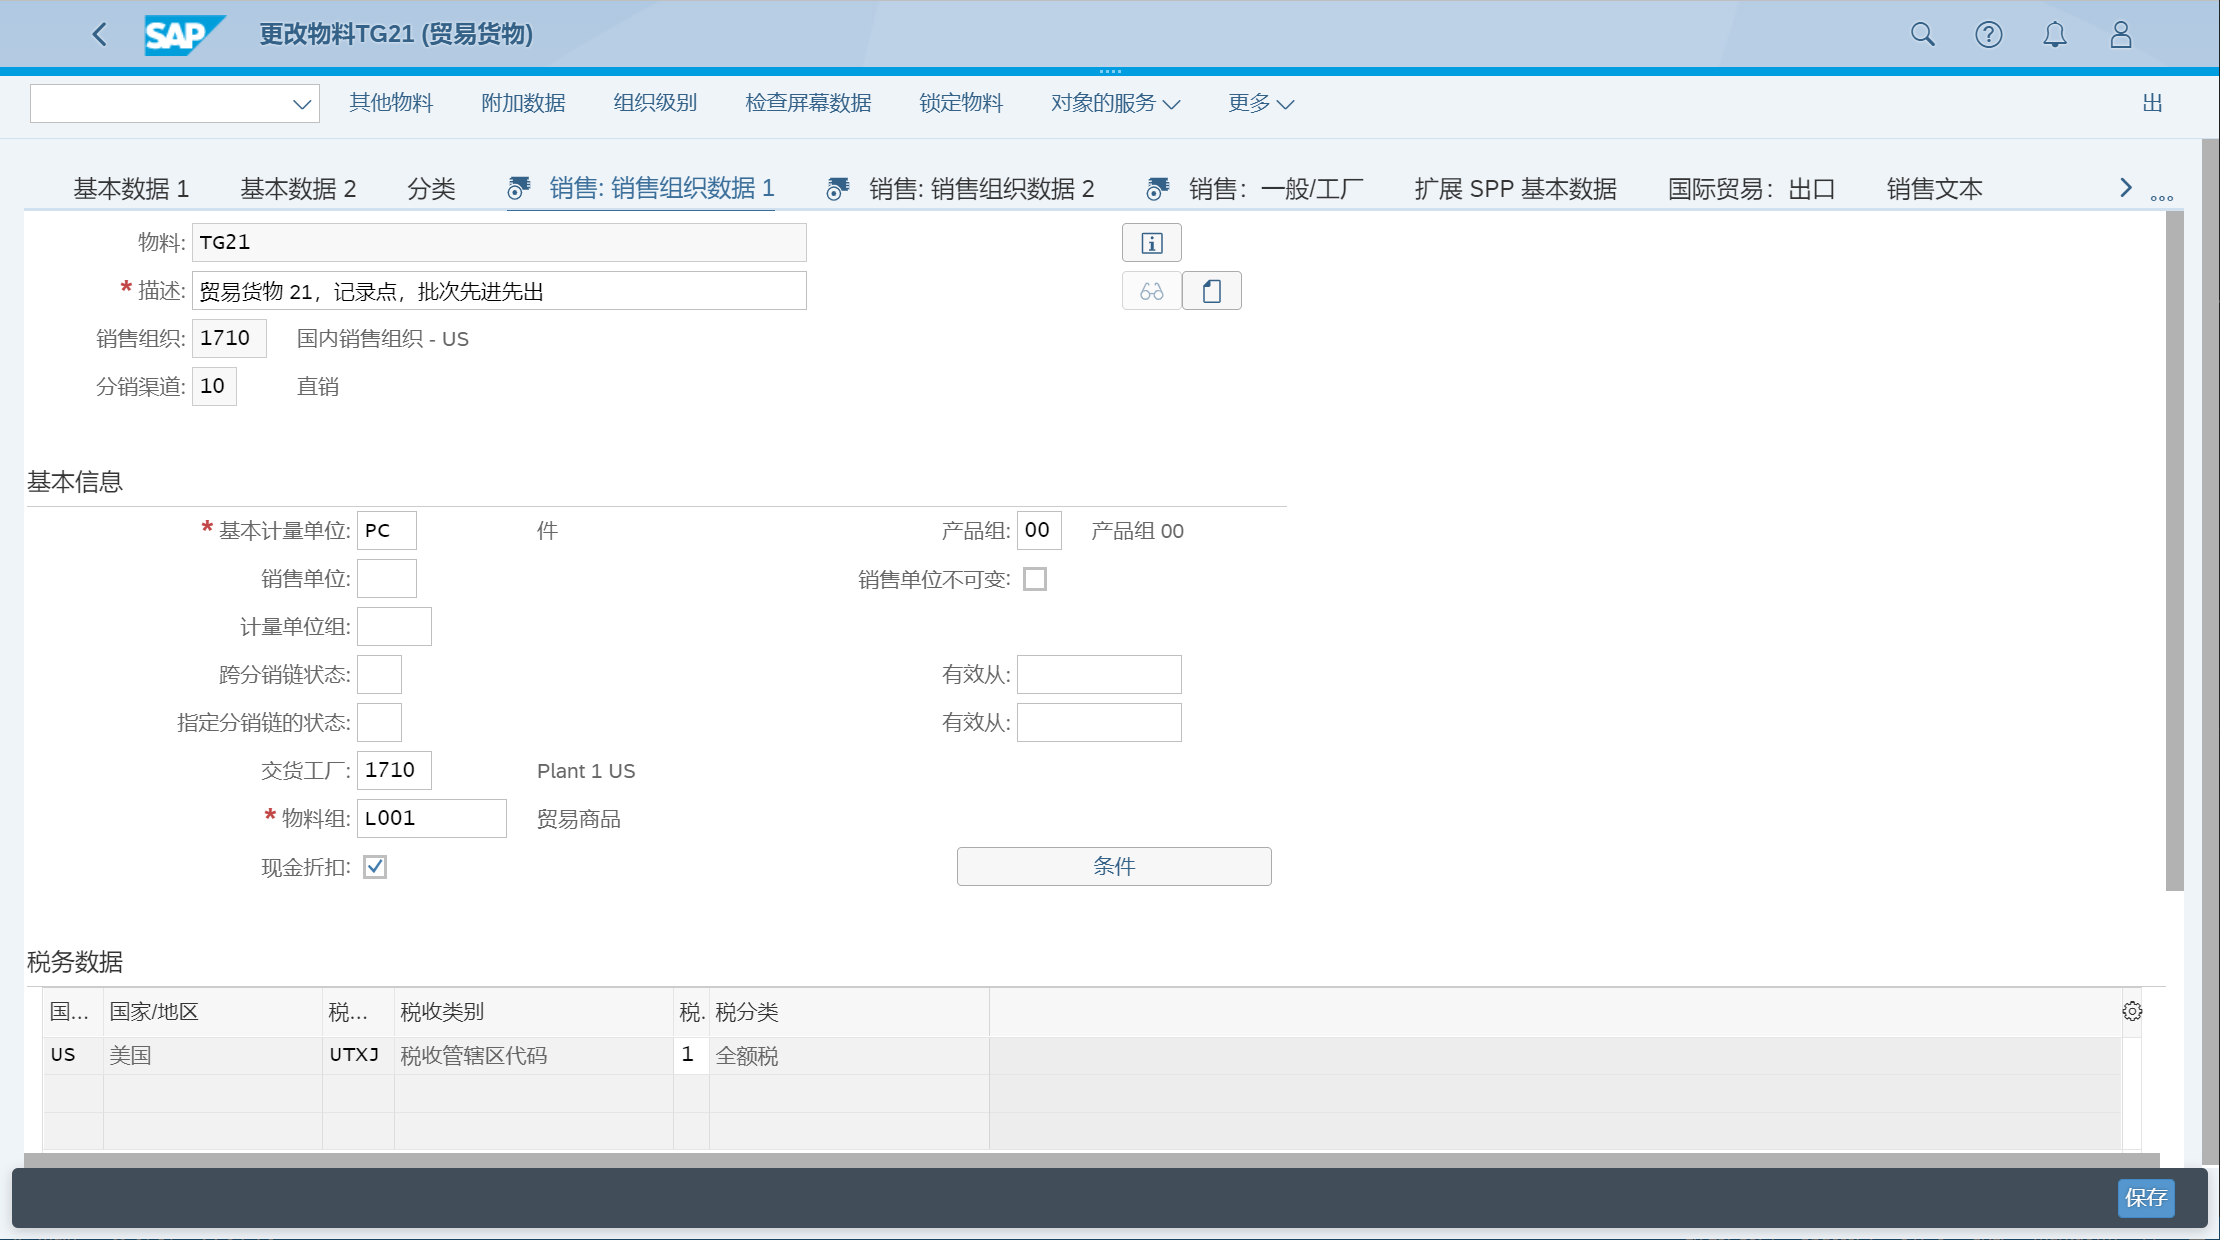 SAP 更改物料TG21 (贸易货物)
其他物料 附加数据 组织级别 检查屏幕数据 锁定物料 对象的服务 更多 出
基本数据 1 基本数据 2 分类 销售: 销售组织数据 1 销售: 销售组织数据 2 销售：一般/工厂 扩展 SPP 基本数据 国际贸易：出口 销售文本
物料: TG21
* 描述: 贸易货物 21，记录点，批次先进先出
销售组织: 1710 国内销售组织 - US
分销渠道: 10 直销
基本信息
* 基本计量单位: PC 件 产品组: 00 产品组 00
销售单位: 销售单位不可变:
计量单位组:
跨分销链状态: 有效从:
指定分销链的状态: 有效从:
交货工厂: 1710 Plant 1 US
* 物料组: L001 贸易商品
现金折扣: 条件
税务数据
国... 国家/地区 税... 税收类别 税. 税分类
US 美国 UTXJ 税收管辖区代码 1 全额税
保存